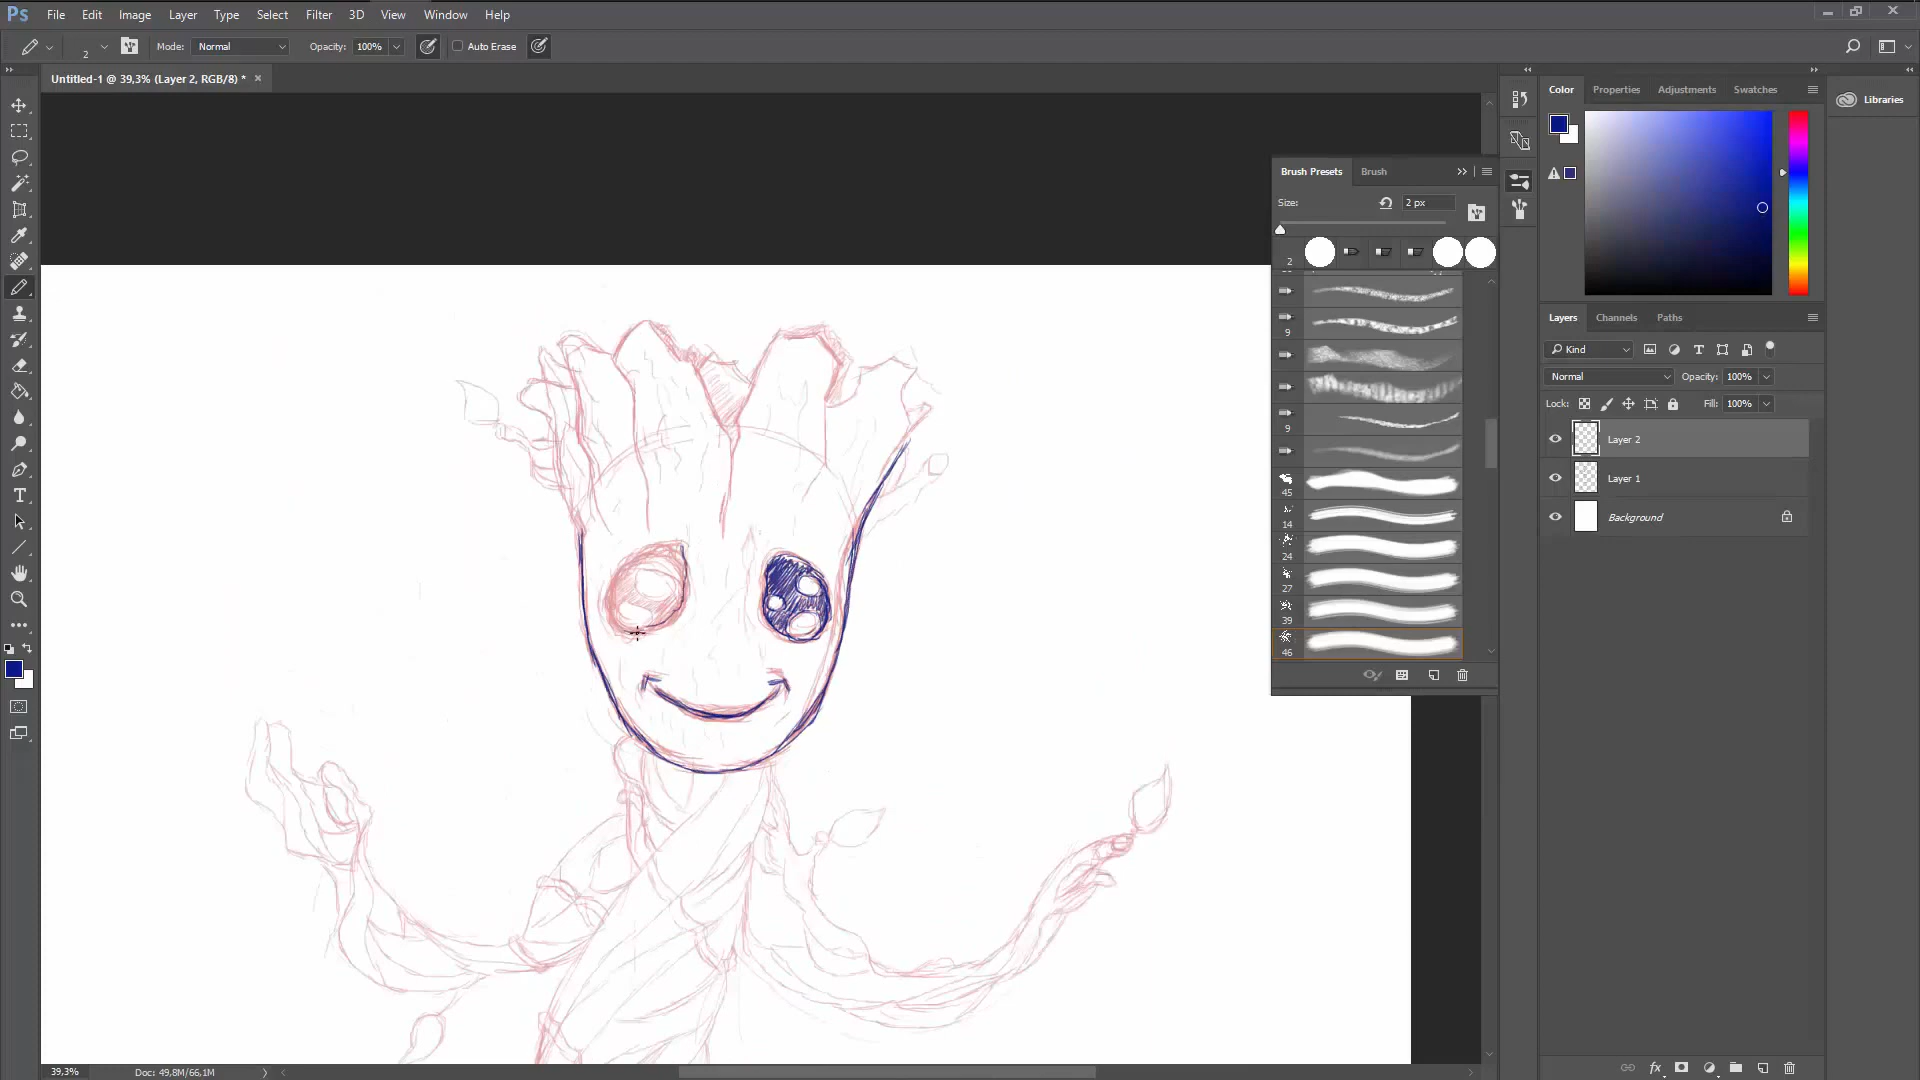 Ps File Edit Image Layer Type Select Filter 3D View Window Help
2 Mode: Normal Opacity: 100% Auto Erase
Untitled-1 @ 39,3% (Layer 2, RGB/8) * ×
Brush Presets Brush
Size: 2 px
2
9
9
45
14
24
27
39
46
Color Properties Adjustments Swatches
Libraries
Layers Channels Paths
Kind
Normal Opacity: 100%
Lock: Fill: 100%
Layer 2
Layer 1
Background
fx
39,3% Doc: 49,8M/66,1M